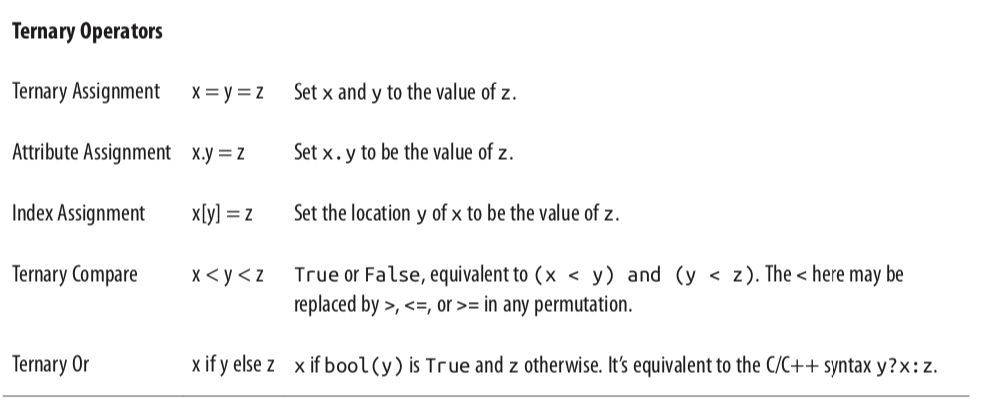 Ternary Operators
Ternary Assignment x = y = z Set x and y to the value of z.
Attribute Assignment x.y = z Set x.y to be the value of z.
Index Assignment x[y] = z Set the location y of x to be the value of z.
Ternary Compare x < y < z True or False, equivalent to (x < y) and (y < z). The < here may be
replaced by >, <=, or >= in any permutation.
Ternary Or x if y else z x if bool(y) is True and z otherwise. It’s equivalent to the C/C++ syntax y?x:z.